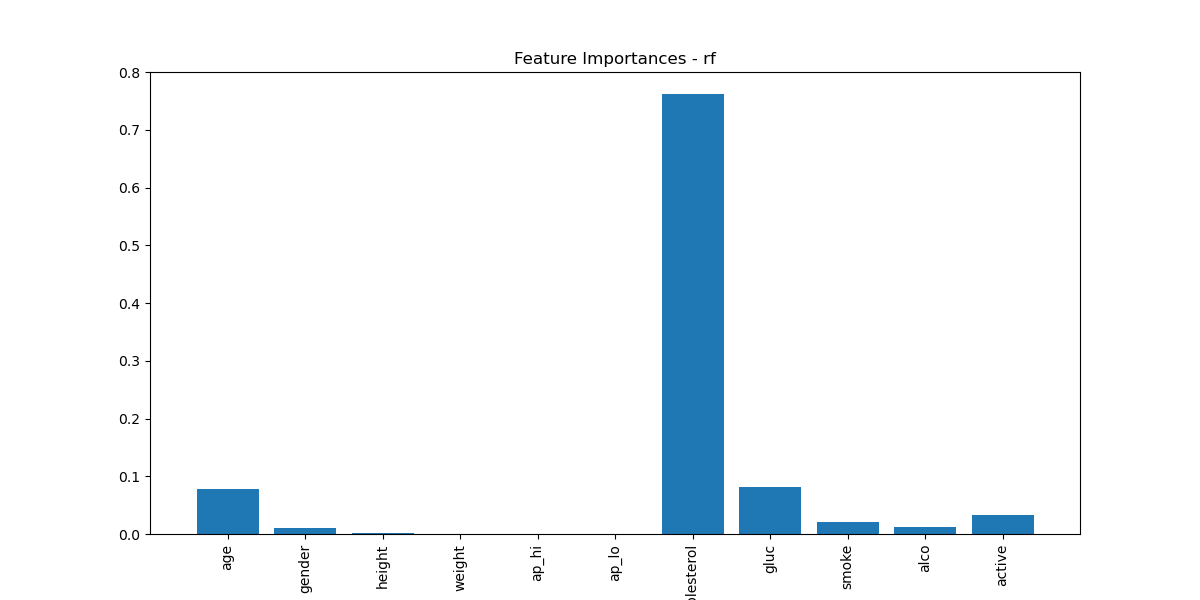 Feature Importances - rf
0.8
0.7
0.6
0.5
0.4
0.3
0.2
0.1
0.0
age
gender
height
weight
ap_hi
ap_lo
olesterol
gluc
smoke
alco
active